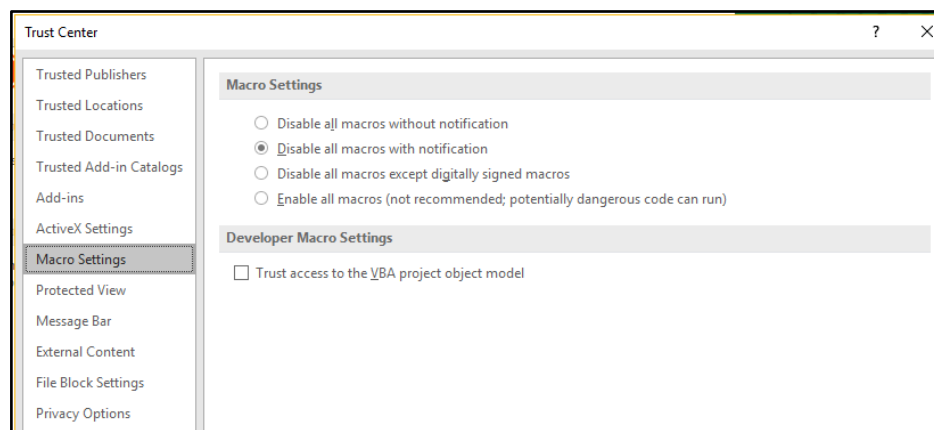 Trust Center
?
Trusted Publishers
Trusted Locations
Trusted Documents
Trusted Add-in Catalogs
Add-ins
ActiveX Settings
Macro Settings
Protected View
Message Bar
External Content
File Block Settings
Privacy Options
Macro Settings
Disable all macros without notification
Disable all macros with notification
Disable all macros except digitally signed macros
Enable all macros (not recommended; potentially dangerous code can run)
Developer Macro Settings
Trust access to the VBA project object model